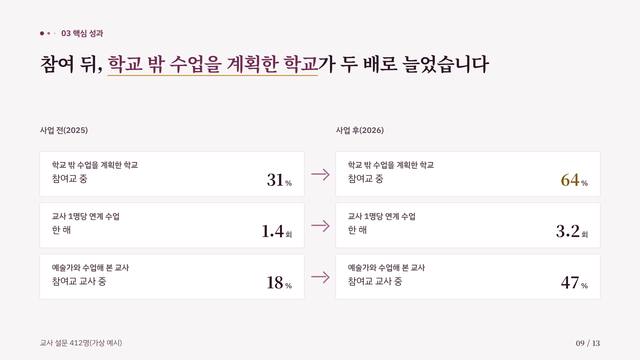 03 핵심 성과
참여 뒤, 학교 밖 수업을 계획한 학교가 두 배로 늘었습니다
사업 전(2025)
사업 후(2026)
학교 밖 수업을 계획한 학교
참여교 중
31%
학교 밖 수업을 계획한 학교
참여교 중
64%
교사 1명당 연계 수업
한 해
1.4회
교사 1명당 연계 수업
한 해
3.2회
예술가와 수업해 본 교사
참여교 교사 중
18%
예술가와 수업해 본 교사
참여교 교사 중
47%
교사 설문 412명(가상 예시)
09 / 13